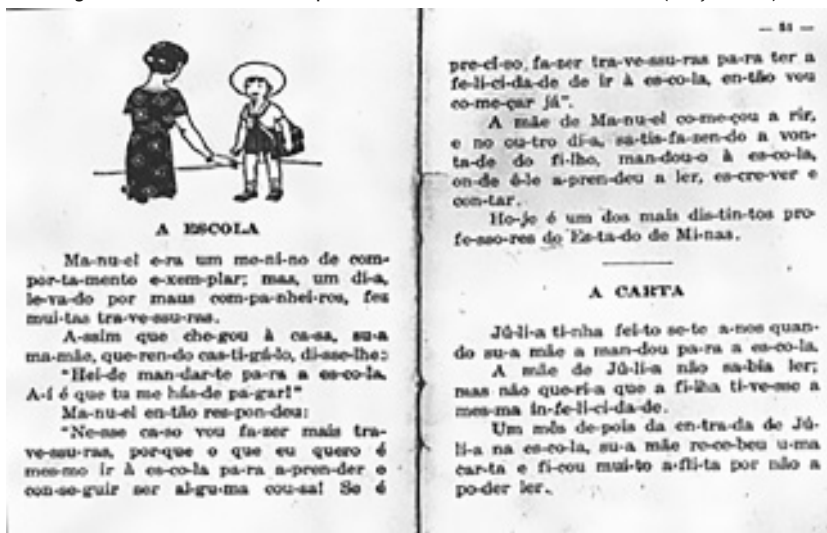 A ESCOLA
Ma-nu-el e-ra um me-ni-no de com-
por-ta-mento e-xem-plar; mas, um di-a,
le-va-do por maus com-pa-nhei-ros, fez
mui-tas tra-ve-ssu-ras.
A-ssim que che-gou à ca-sa, su-a
ma-mãe, que-ren-do cas-ti-gá-lo, di-sse-lhe:
"Hei-de man-dar-te pa-ra a es-co-la.
A-í é que tu me hás-de pa-gar!"
Ma-nu-el en-tão res-pon-deu:
"Ne-sse ca-so vou fa-zer mais tra-
ve-ssu-ras, por-que o que eu quero é
mes-mo ir à es-co-la pa-ra a-pren-der e
con-se-guir ser al-gu-ma cou-sa! Se é
— 51 —
pre-ci-so, fa-zer tra-ve-ssu-ras pa-ra ter a
fe-li-ci-da-de de ir à es-co-la, en-tão vou
co-me-çar já".
A mãe de Ma-nu-el co-me-çou a rir,
e no ou-tro di-a, sa-tis-fa-zen-do a von-
ta-de do fi-lho, man-dou-o à es-co-la,
on-de ê-le a-pren-deu a ler, es-cre-ver e
con-tar.
Ho-je é um dos mais dis-tin-tos pro-
fe-sso-res do Es-ta-do de Mi-nas.
A CARTA
Jú-li-a ti-nha fei-to se-te a-nos quan-
do su-a mãe a man-dou pa-ra a es-co-la.
A mãe de Jú-li-a não sa-bia ler;
mas não que-ri-a que a fi-lha ti-ve-sse a
mes-ma in-fe-li-ci-da-de.
Um mês de-pois da en-tra-da de Jú-
li-a na es-co-la, su-a mãe re-ce-beu u-ma
car-ta e fi-cou mui-to a-fli-ta por não a
po-der ler.